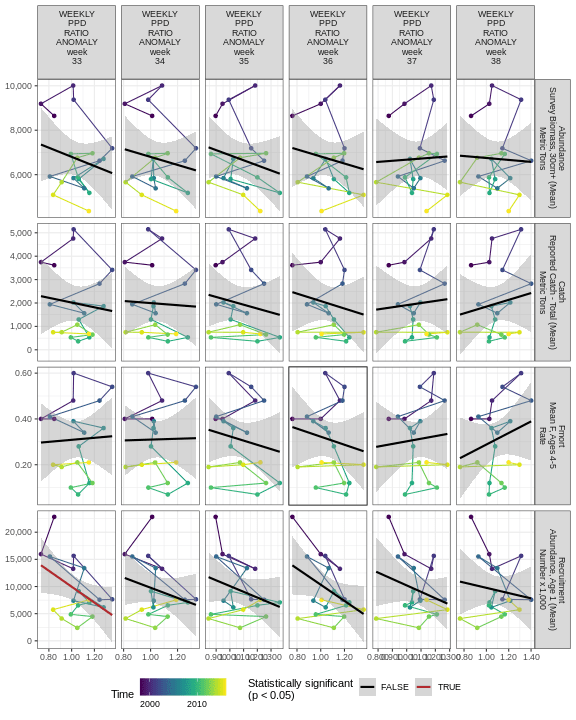 WEEKLY
PPD
RATIO
ANOMALY
week
33
WEEKLY
PPD
RATIO
ANOMALY
week
34
WEEKLY
PPD
RATIO
ANOMALY
week
35
WEEKLY
PPD
RATIO
ANOMALY
week
36
WEEKLY
PPD
RATIO
ANOMALY
week
37
WEEKLY
PPD
RATIO
ANOMALY
week
38
10,000
8,000
6,000
Abundance
Survey Biomass, 30cm+ (Mean)
Metric Tons
5,000
4,000
3,000
2,000
1,000
0
Catch
Reported Catch - Total (Mean)
Metric Tons
0.60
0.40
0.20
Fmort
Mean F, Ages 4-5
Rate
20,000
15,000
10,000
5,000
0
Recruitment
Abundance, Age 1 (Mean)
Number x 1,000
0.80 1.00 1.20
0.80 1.00 1.20
0.80 1.00 1.20
0.80 1.00 1.20 1.40
Time
2000 2010
Statistically significant
(p < 0.05)
FALSE
TRUE